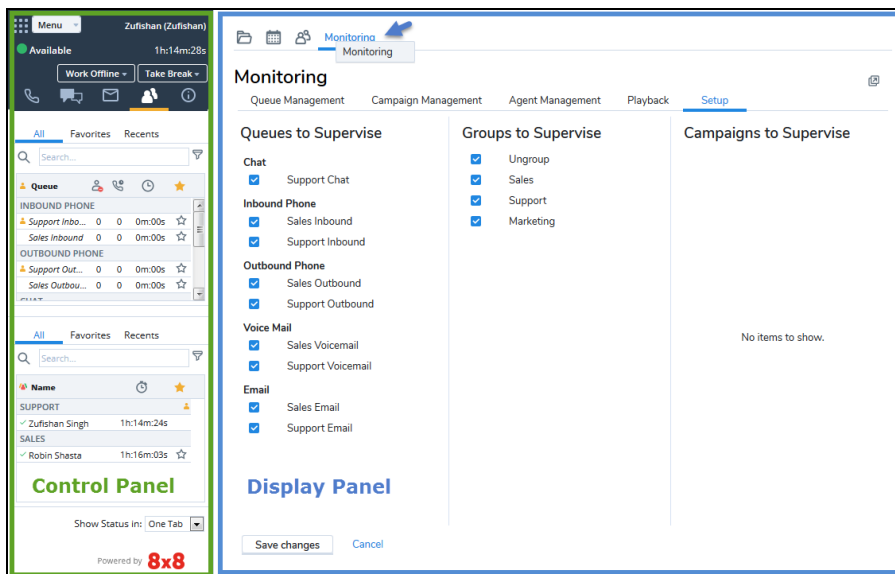 Menu
Zufishan (Zufishan)
Available
1h:14m:28s
Work Offline
Take Break
All Favorites Recents
Search...
Queue
INBOUND PHONE
Support Inbo... 0 0 0m:00s
Sales Inbound 0 0 0m:00s
OUTBOUND PHONE
Support Out... 0 0 0m:00s
Sales Outbou... 0 0 0m:00s
CHAT
All Favorites Recents
Search...
Name
SUPPORT
Zufishan Singh 1h:14m:24s
SALES
Robin Shasta 1h:16m:03s
Control Panel
Show Status in: One Tab
Powered by 8x8
Monitoring
Monitoring
Monitoring
Queue Management Campaign Management Agent Management Playback Setup
Queues to Supervise
Chat
Support Chat
Inbound Phone
Sales Inbound
Support Inbound
Outbound Phone
Sales Outbound
Support Outbound
Voice Mail
Sales Voicemail
Support Voicemail
Email
Sales Email
Support Email
Groups to Supervise
Ungroup
Sales
Support
Marketing
Campaigns to Supervise
No items to show.
Display Panel
Save changes Cancel